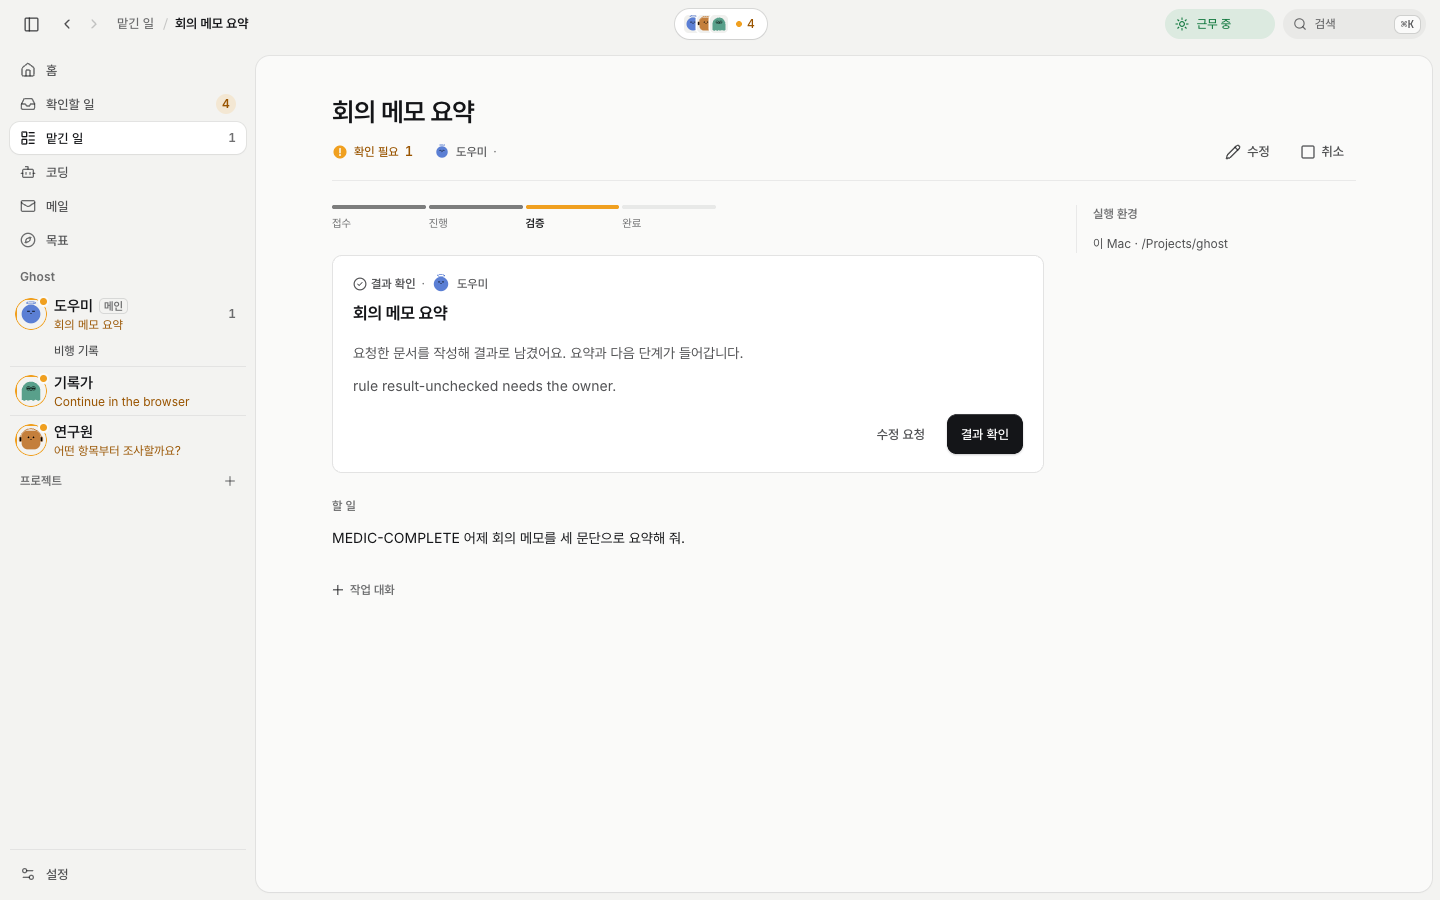 맡긴 일 / 회의 메모 요약
4
근무 중
검색 ⌘K
홈
확인할 일 4
맡긴 일 1
코딩
메일
목표
Ghost
도우미 메인
회의 메모 요약
1
비행 기록
기록가
Continue in the browser
연구원
어떤 항목부터 조사할까요?
프로젝트
설정
회의 메모 요약
확인 필요 1 도우미 ·
수정 취소
접수 진행 검증 완료
실행 환경
이 Mac · /Projects/ghost
결과 확인 · 도우미
회의 메모 요약
요청한 문서를 작성해 결과로 남겼어요. 요약과 다음 단계가 들어갑니다.
rule result-unchecked needs the owner.
수정 요청 결과 확인
할 일
MEDIC-COMPLETE 어제 회의 메모를 세 문단으로 요약해 줘.
작업 대화